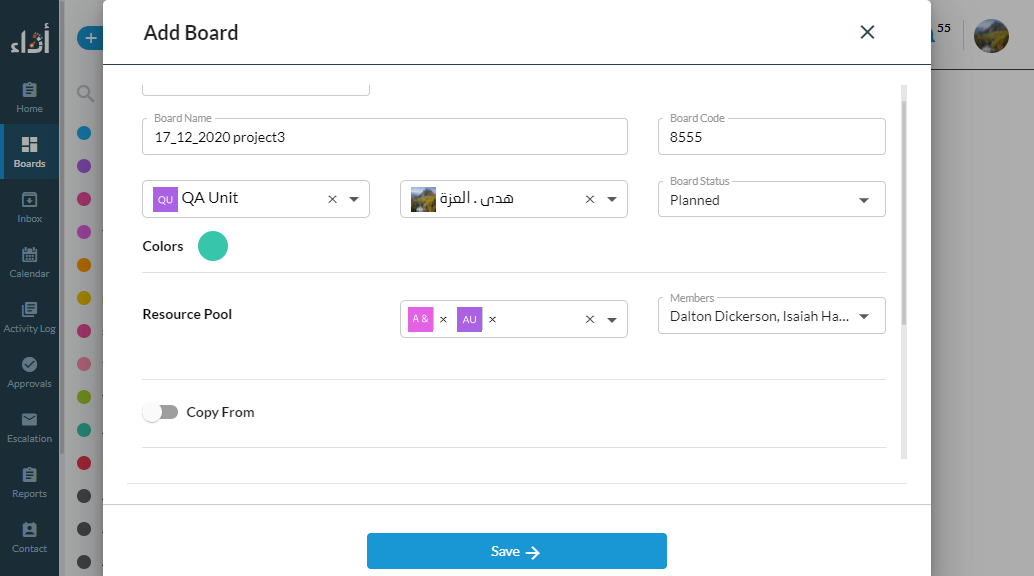 أداء
Home
Boards
Inbox
Calendar
Activity Log
Approvals
Escalation
Reports
Contact
55
Add Board
Board Name
17_12_2020 project3
Board Code
8555
QU QA Unit
هدى . العزة
Board Status
Planned
Colors
Resource Pool
A &
AU
Members
Dalton Dickerson, Isaiah Ha...
Copy From
Save